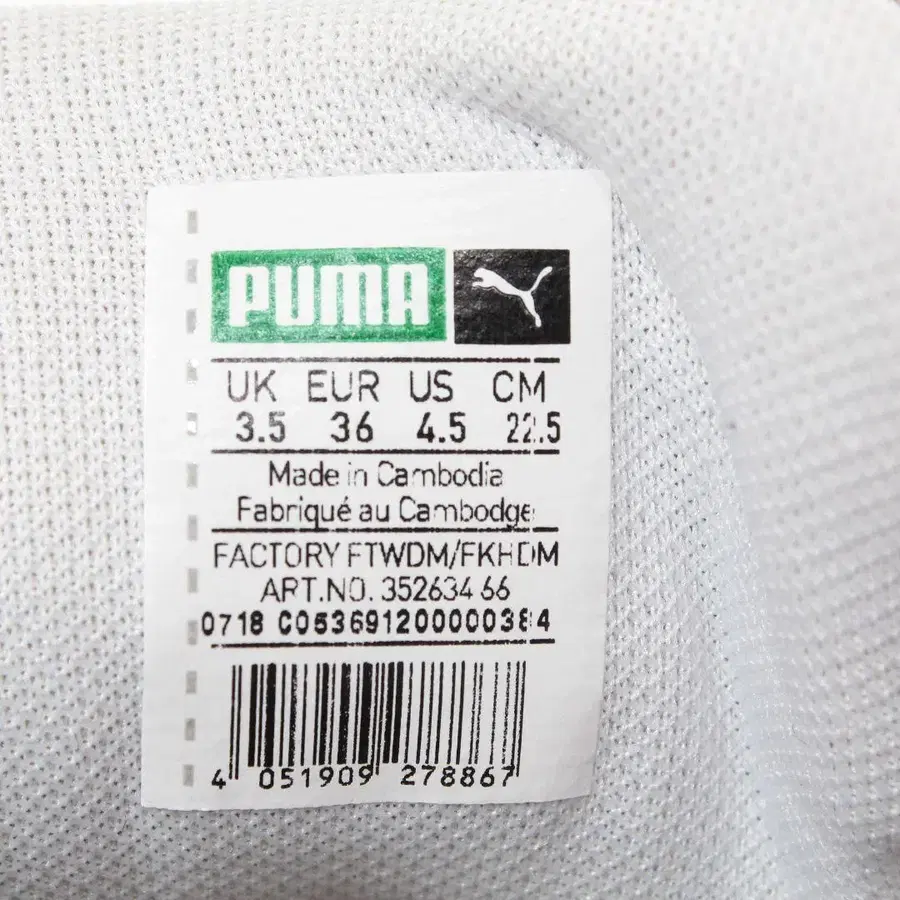 PUMA
UK EUR US CM
3.5 36 4.5 22.5
Made in Cambodia
Fabriqué au Cambodge
FACTORY FTWDM/FKHDM
ART.NO. 352634 66
0718 C053691200000384
4 051909 278867